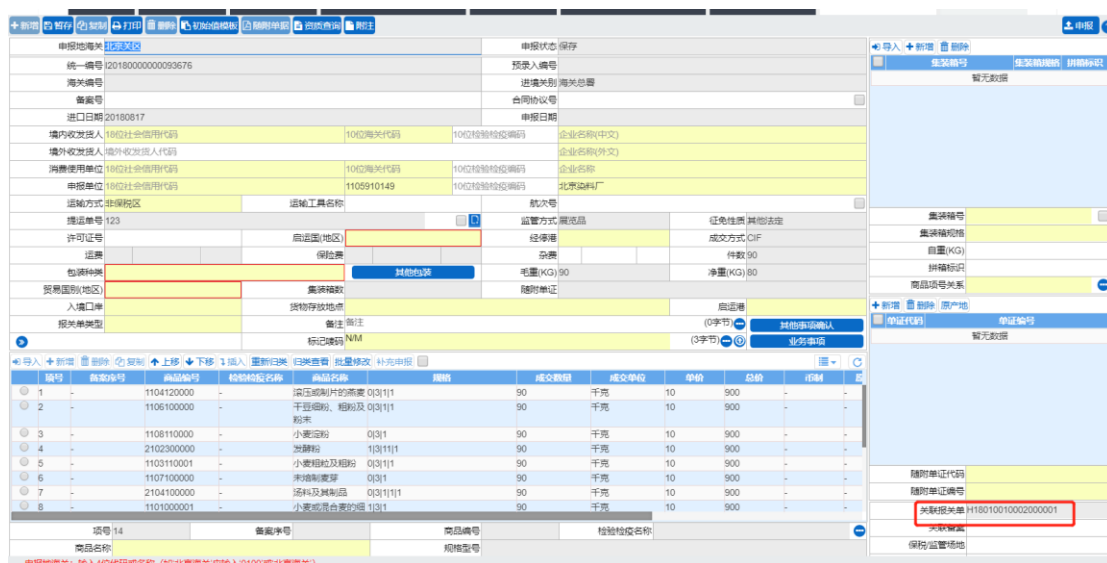 新增 暂存 复制 打印 删除 初始值模板 随附单据 资质查询 附注 申报
申报地海关 北京关区 申报状态 保存
统一编号 I20180000000093676 预录入编号
海关编号 进境关别 海关总署
备案号 合同协议号
进口日期 20180817 申报日期
境内收发货人 18位社会信用代码 10位海关代码 10位检验检疫编码 企业名称(中文)
境外收发货人 境外收发货人代码 企业名称(外文)
消费使用单位 18位社会信用代码 10位海关代码 10位检验检疫编码 企业名称
申报单位 18位社会信用代码 1105910149 10位检验检疫编码 北京染料厂
运输方式 非保税区 运输工具名称 航次号
提运单号 123 监管方式 展览品 征免性质 其他法定
许可证号 启运国(地区) 经停港 成交方式 CIF
运费 保险费 杂费 件数 90
包装种类 其他包装 毛重(KG) 90 净重(KG) 80
贸易国别(地区) 集装箱数 随附单证
入境口岸 货物存放地点 启运港
报关单类型 备注 备注 (0字节) 其他事项确认
标记唛码 N/M (3字节) 业务事项
导入 新增 删除 复制 上移 下移 插入 重新归类 归类查看 批量修改 补充申报
项号 备案序号 商品编号 检验检疫名称 商品名称 规格 成交数量 成交单位 单价 总价 币制
1 - 1104120000 - 滚压或制片的燕麦 0|3|1|1 90 千克 10 900 - -
2 - 1106100000 - 干豆细粉、粗粉及粉末 0|3|1|1 90 千克 10 900 - -
3 - 1108110000 - 小麦淀粉 0|3|1 90 千克 10 900 - -
4 - 2102300000 - 发酵粉 1|3|11|1 90 千克 10 900 - -
5 - 1103110001 - 小麦粗粒及粗粉 0|3|1|1 90 千克 10 900 - -
6 - 1107100000 - 未焙制麦芽 0|3|1 90 千克 10 900 - -
7 - 2104100000 - 汤料及其制品 0|3|1|1|1 90 千克 10 900 - -
8 - 1101000001 - 小麦或混合麦的细 1|3|1 90 千克 10 900 - -
项号 14 备案序号 商品编号 检验检疫名称
商品名称 规格型号
导入 新增 删除
集装箱号 集装箱规格 拼箱标识
暂无数据
集装箱号
集装箱规格
自重(KG)
拼箱标识
商品项号关系
新增 删除 原产地
单证代码 单证编号
暂无数据
随附单证代码
随附单证编号
关联报关单 H18010010002000001
关联备案
保税/监管场地